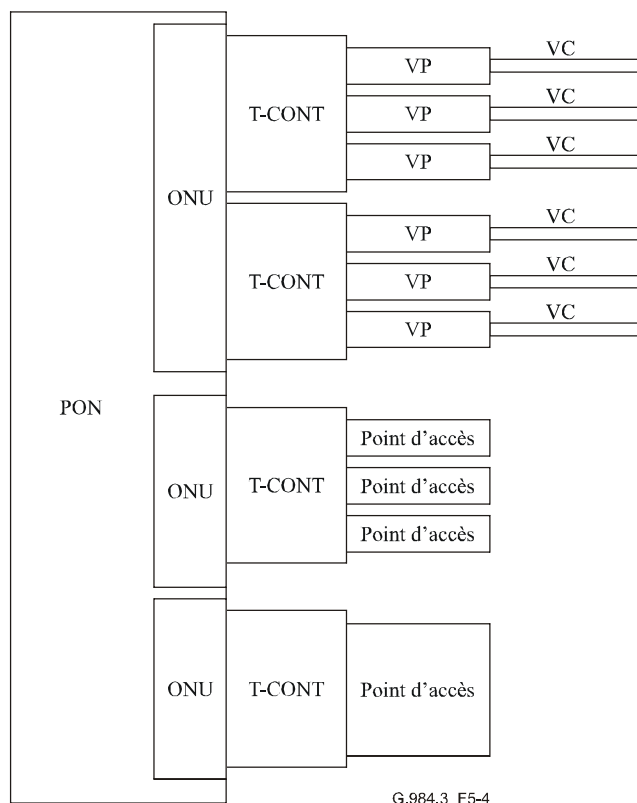 VC
VP
VC
VP
VC
VP
T-CONT
ONU
VC
VP
VC
VP
VC
VP
T-CONT
PON
Point d’accès
Point d’accès
Point d’accès
ONU
T-CONT
ONU
T-CONT
Point d’accès
G.984.3_F5-4